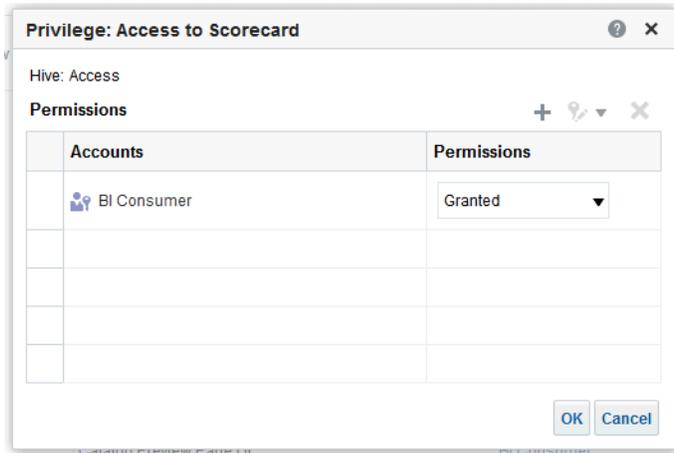 Privilege: Access to Scorecard
Hive: Access
Permissions
Accounts Permissions
BI Consumer Granted
OK Cancel